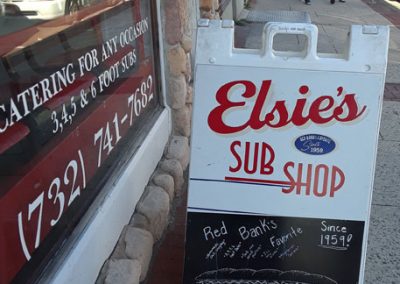 CATERING FOR ANY OCCASION
3,4,5 & 6 FOOT SUBS
(732) 741-7682
Elsie's
SUB SHOP
Since
1959
Red Bank's
Favorite
Since
1959!